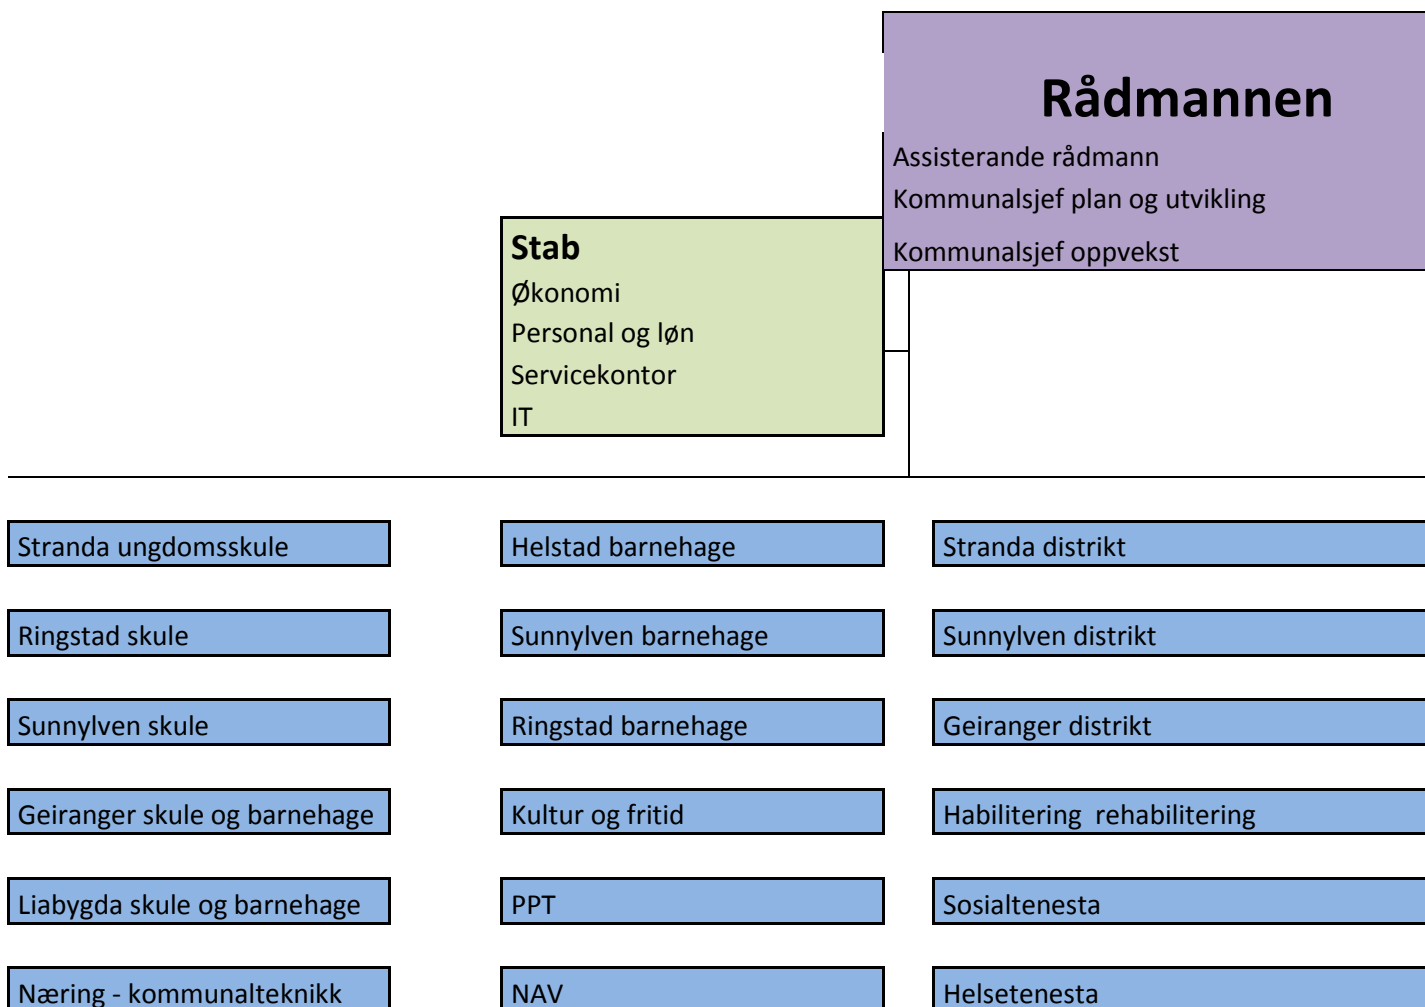 Rådmannen
Assisterande rådmann
Kommunalsjef plan og utvikling
Kommunalsjef oppvekst
Stab
Økonomi
Personal og løn
Servicekontor
IT
Stranda ungdomsskule
Helstad barnehage
Stranda distrikt
Ringstad skule
Sunnylven barnehage
Sunnylven distrikt
Sunnylven skule
Ringstad barnehage
Geiranger distrikt
Geiranger skule og barnehage
Kultur og fritid
Habilitering  rehabilitering
Liabygda skule og barnehage
PPT
Sosialtenesta
Næring - kommunalteknikk
NAV
Helsetenesta